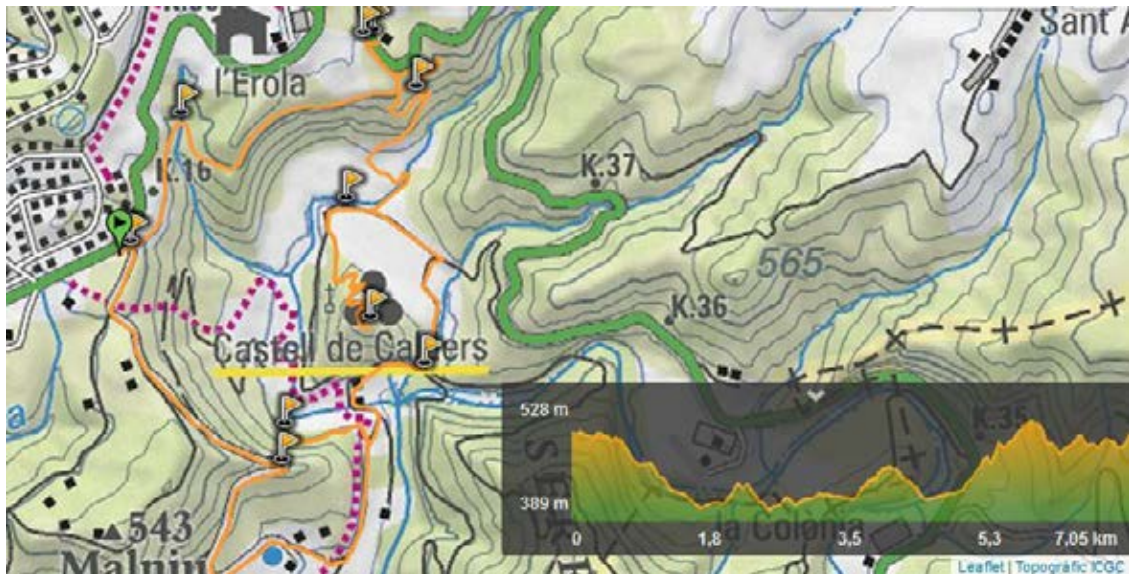 Sant A
l'Erola
K.16
K.37
565
K.36
Castell de Calders
528 m
K.35
389 m
la Colònia
543
0
1,8
3,5
5,3
7,05 km
Leaflet | Topogràfic ICGC